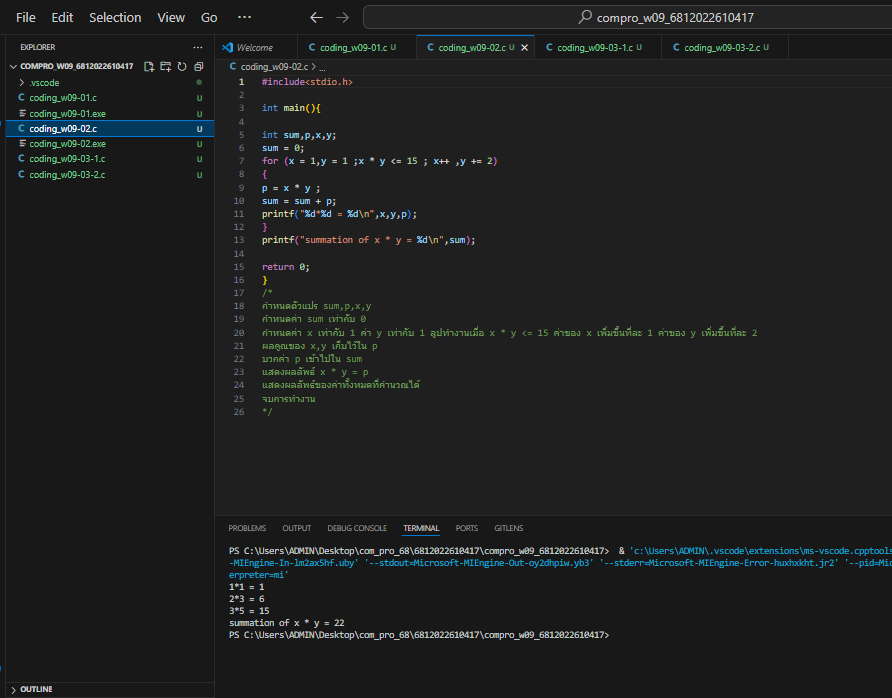 File Edit Selection View Go ··· ← → compro_w09_6812022610417
EXPLORER ···
COMPRO_W09_6812022610417
.vscode
C coding_w09-01.c U
coding_w09-01.exe U
C coding_w09-02.c U
coding_w09-02.exe U
C coding_w09-03-1.c U
C coding_w09-03-2.c U
OUTLINE
Welcome C coding_w09-01.c U C coding_w09-02.c U × C coding_w09-03-1.c U C coding_w09-03-2.c U
C coding_w09-02.c > ...
1 #include<stdio.h>
2
3 int main(){
4
5 int sum,p,x,y;
6 sum = 0;
7 for (x = 1,y = 1 ;x * y <= 15 ; x++ ,y += 2)
8 {
9 p = x * y ;
10 sum = sum + p;
11 printf("%d*%d = %d\n",x,y,p);
12 }
13 printf("summation of x * y = %d\n",sum);
14
15 return 0;
16 }
17 /*
18 กำหนดตัวแปร sum,p,x,y
19 กำหนดค่า sum เท่ากับ 0
20 กำหนดค่า x เท่ากับ 1 ค่า y เท่ากับ 1 ลูปทำงานเมื่อ x * y <= 15 ค่าของ x เพิ่มขึ้นทีละ 1 ค่าของ y เพิ่มขึ้นทีละ 2
21 ผลคูณของ x,y เก็บไว้ใน p
22 บวกค่า p เข้าไปใน sum
23 แสดงผลลัพธ์ x * y = p
24 แสดงผลลัพธ์ของค่าทั้งหมดที่คำนวณได้
25 จบการทำงาน
26 */
PROBLEMS OUTPUT DEBUG CONSOLE TERMINAL PORTS GITLENS
PS C:\Users\ADMIN\Desktop\com_pro_68\6812022610417\compro_w09_6812022610417> & 'c:\Users\ADMIN\.vscode\extensions\ms-vscode.cpptools
-MIEngine-In-lm2ax5hf.uby' '--stdout=Microsoft-MIEngine-Out-oy2dhpiw.yb3' '--stderr=Microsoft-MIEngine-Error-huxhxkht.jr2' '--pid=Mic
erpreter=mi'
1*1 = 1
2*3 = 6
3*5 = 15
summation of x * y = 22
PS C:\Users\ADMIN\Desktop\com_pro_68\6812022610417\compro_w09_6812022610417>